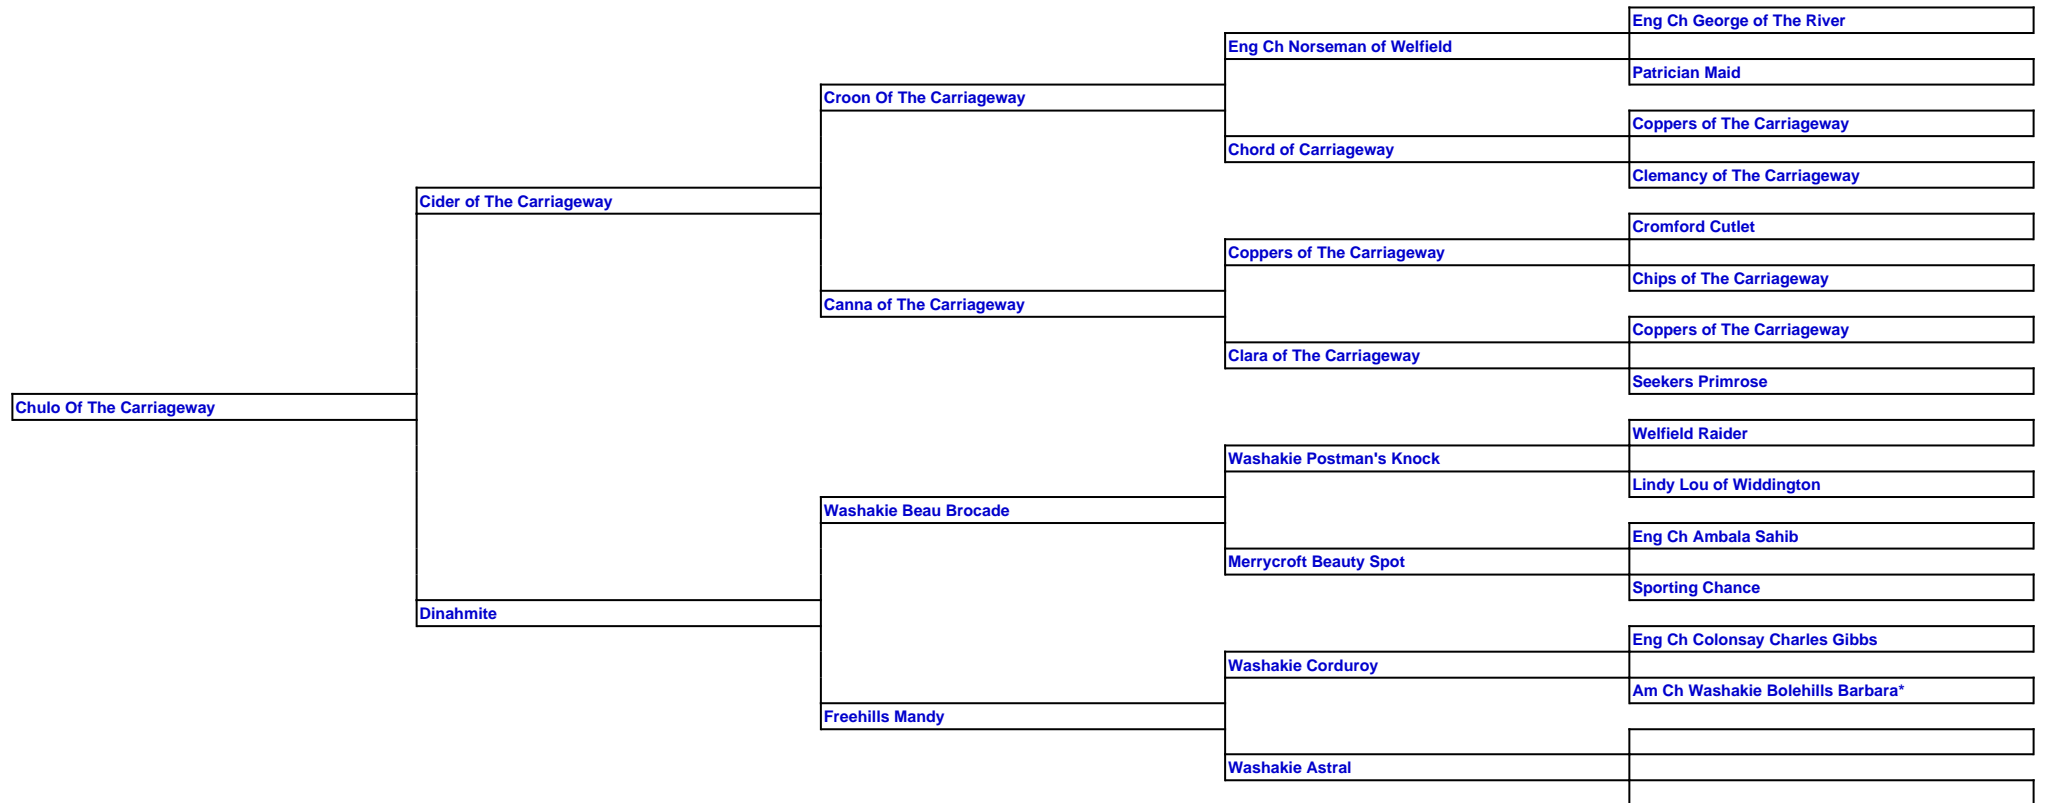 Eng Ch George of The River
Eng Ch Norseman of Welfield
Patrician Maid
Croon Of The Carriageway
Coppers of The Carriageway
Chord of Carriageway
Clemancy of The Carriageway
Cider of The Carriageway
Cromford Cutlet
Coppers of The Carriageway
Chips of The Carriageway
Canna of The Carriageway
Coppers of The Carriageway
Clara of The Carriageway
Seekers Primrose
Chulo Of The Carriageway
Welfield Raider
Washakie Postman's Knock
Lindy Lou of Widdington
Washakie Beau Brocade
Eng Ch Ambala Sahib
Merrycroft Beauty Spot
Sporting Chance
Dinahmite
Eng Ch Colonsay Charles Gibbs
Washakie Corduroy
Am Ch Washakie Bolehills Barbara*
Freehills Mandy
Washakie Astral